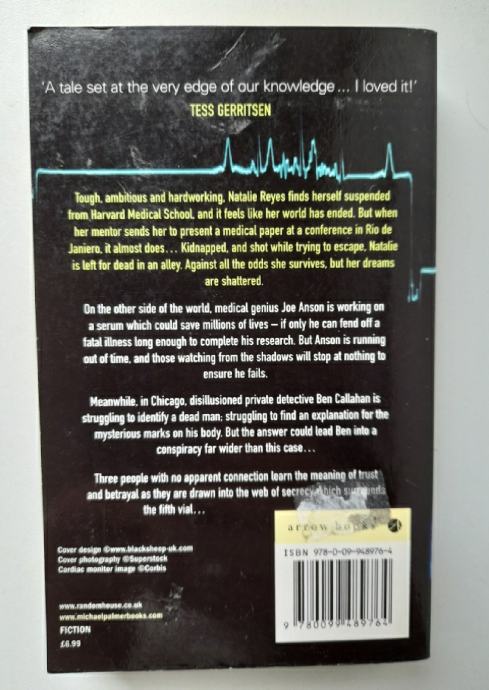 'A tale set at the very edge of our knowledge... I loved it!'
TESS GERRITSEN
Tough, ambitious and hardworking, Natalie Reyes finds herself suspended
from Harvard Medical School, and it feels like her world has ended. But when
her mentor sends her to present a medical paper at a conference in Rio de
Janiero, it almost does... Kidnapped, and shot while trying to escape, Natalie
is left for dead in an alley. Against all the odds she survives, but her dreams
are shattered.
On the other side of the world, medical genius Joe Anson is working on
a serum which could save millions of lives – if only he can fend off a
fatal illness long enough to complete his research. But Anson is running
out of time, and those watching from the shadows will stop at nothing to
ensure he fails.
Meanwhile, in Chicago, disillusioned private detective Ben Callahan is
struggling to identify a dead man; struggling to find an explanation for the
mysterious marks on his body. But the answer could lead Ben into a
conspiracy far wider than this case...
Three people with no apparent connection learn the meaning of trust
and betrayal as they are drawn into the web of secrecy which surrounds
the fifth vial...
arrow books
ISBN 978-0-09-948976-4
Cover design ©www.blacksheep-uk.com
Cover photography ©Superstock
Cardiac monitor image ©Corbis
www.randomhouse.co.uk
www.michaelpalmerbooks.com
FICTION
£6.99
9 780099 489764